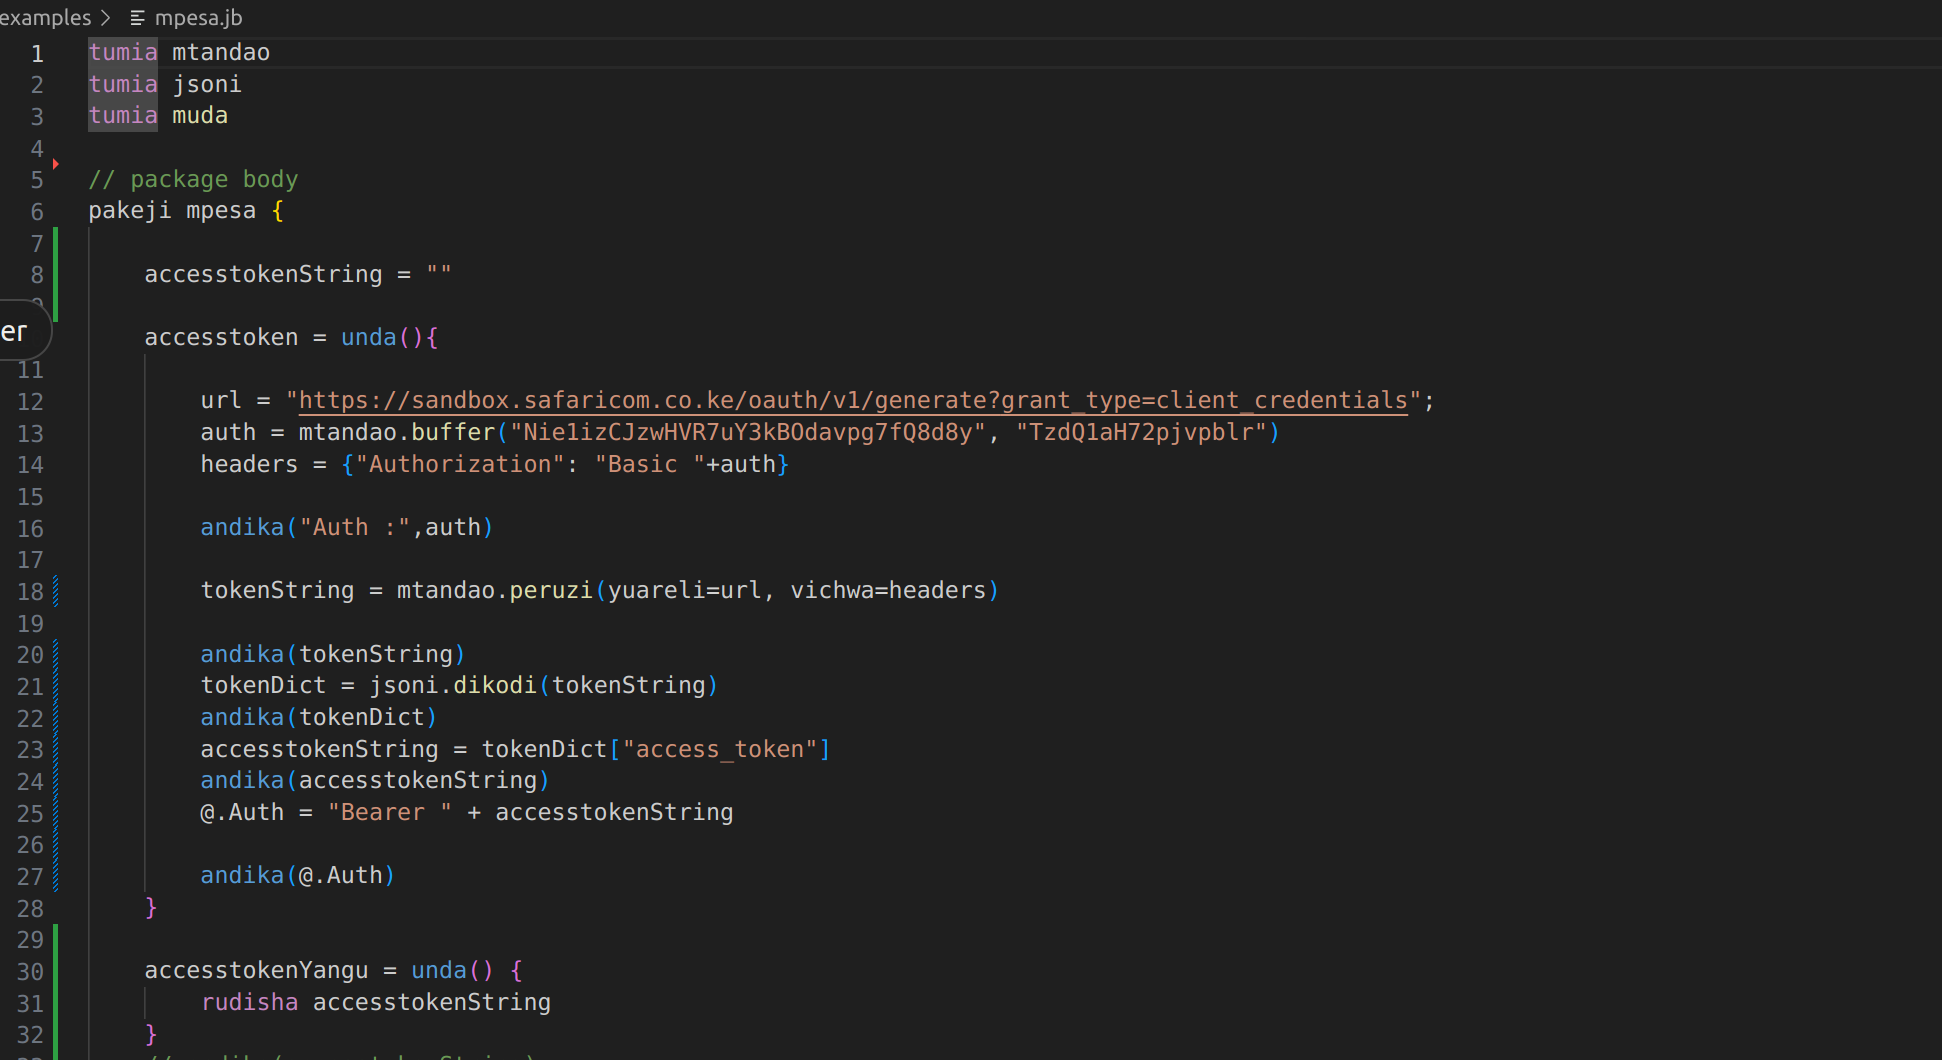 examples > mpesa.jb
1 tumia mtandao
2 tumia jsoni
3 tumia muda
4
5 // package body
6 pakeji mpesa {
7
8 accesstokenString = ""
9
er
accesstoken = unda(){
11
12 url = "https://sandbox.safaricom.co.ke/oauth/v1/generate?grant_type=client_credentials";
13 auth = mtandao.buffer("Nie1izCJzwHVR7uY3kBOdavpg7fQ8d8y", "TzdQ1aH72pjvpblr")
14 headers = {"Authorization": "Basic "+auth}
15
16 andika("Auth :",auth)
17
18 tokenString = mtandao.peruzi(yuareli=url, vichwa=headers)
19
20 andika(tokenString)
21 tokenDict = jsoni.dikodi(tokenString)
22 andika(tokenDict)
23 accesstokenString = tokenDict["access_token"]
24 andika(accesstokenString)
25 @.Auth = "Bearer " + accesstokenString
26
27 andika(@.Auth)
28 }
29
30 accesstokenYangu = unda() {
31 rudisha accesstokenString
32 }